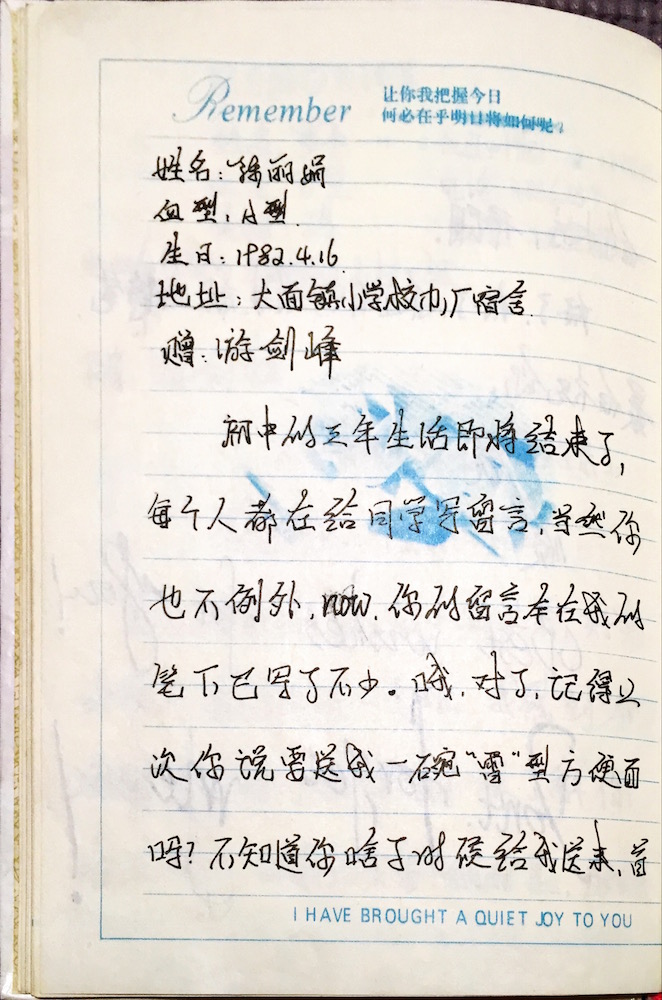 Remember
让你我把握今日
何必在乎明日将如何呢。
姓名：徐丽娟
血型：A型
生日：1982.4.16
地址：大面镇小学校巾厂宿舍
赠：游剑峰
初中的三年生活即将结束了，
每个人都在给同学写留言，当然你
也不例外，now，你的留言本在我的
笔下已写了不少。哦，对了，记得上
次你说要送我一碗“雷”型方便面
呀？不知道你啥子时候给我送来，首
I HAVE BROUGHT A QUIET JOY TO YOU